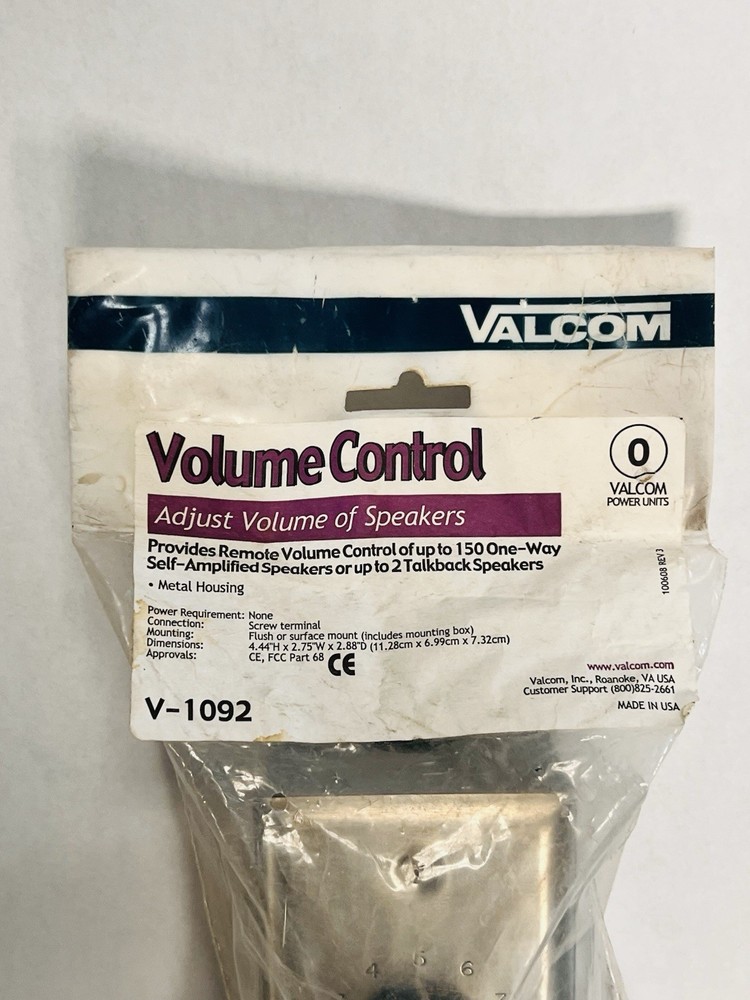 VALCOM
Volume Control
0
VALCOM
POWER UNITS
Adjust Volume of Speakers
Provides Remote Volume Control of up to 150 One-Way
Self-Amplified Speakers or up to 2 Talkback Speakers
• Metal Housing
100608 REV J
Power Requirement: None
Connection: Screw terminal
Mounting: Flush or surface mount (includes mounting box)
Dimensions: 4.44"H x 2.75"W x 2.88"D (11.28cm x 6.99cm x 7.32cm)
Approvals: CE, FCC Part 68 CE
www.valcom.com
Valcom, Inc., Roanoke, VA USA
Customer Support (800)825-2661
MADE IN USA
V-1092
4 5 6